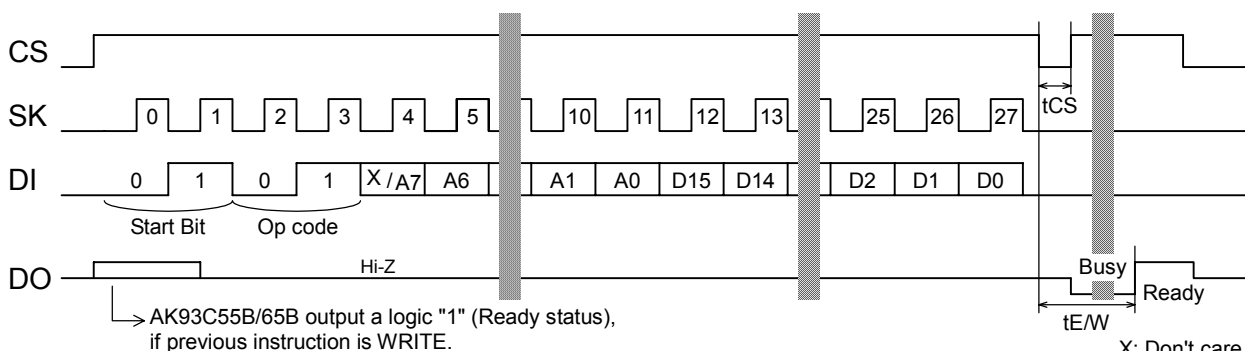 CS
tCS
SK 0 1 2 3 4 5 10 11 12 13 25 26 27
DI 0 1 0 1 X /A7 A6 A1 A0 D15 D14 D2 D1 D0
Start Bit Op code
DO Hi-Z Busy Ready
AK93C55B/65B output a logic "1" (Ready status),
if previous instruction is WRITE.
tE/W
X: Don't care